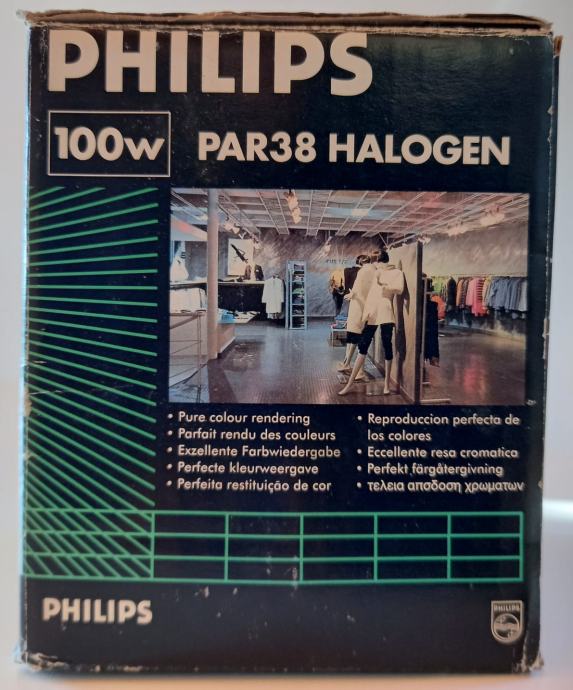 PHILIPS
100w
PAR38 HALOGEN
• Pure colour rendering
• Parfait rendu des couleurs
• Exzellente Farbwiedergabe
• Perfecte kleurweergave
• Perfeita restituição de cor
• Reproduccion perfecta de
los colores
• Eccellente resa cromatica
• Perfekt färgåtergivning
• τελεια αποδοση χρωματων
PHILIPS
PHILIPS